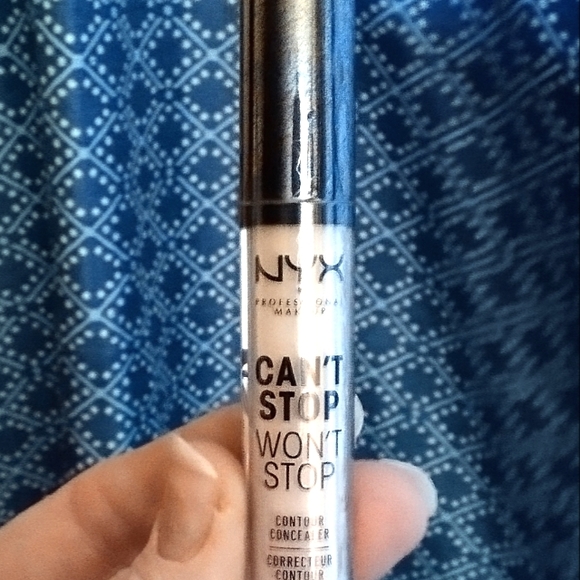 NYX
PROFESSIONAL
MAKEUP
CAN'T
STOP
WON'T
STOP
CONTOUR
CONCEALER
CORRECTEUR
CONTOUR